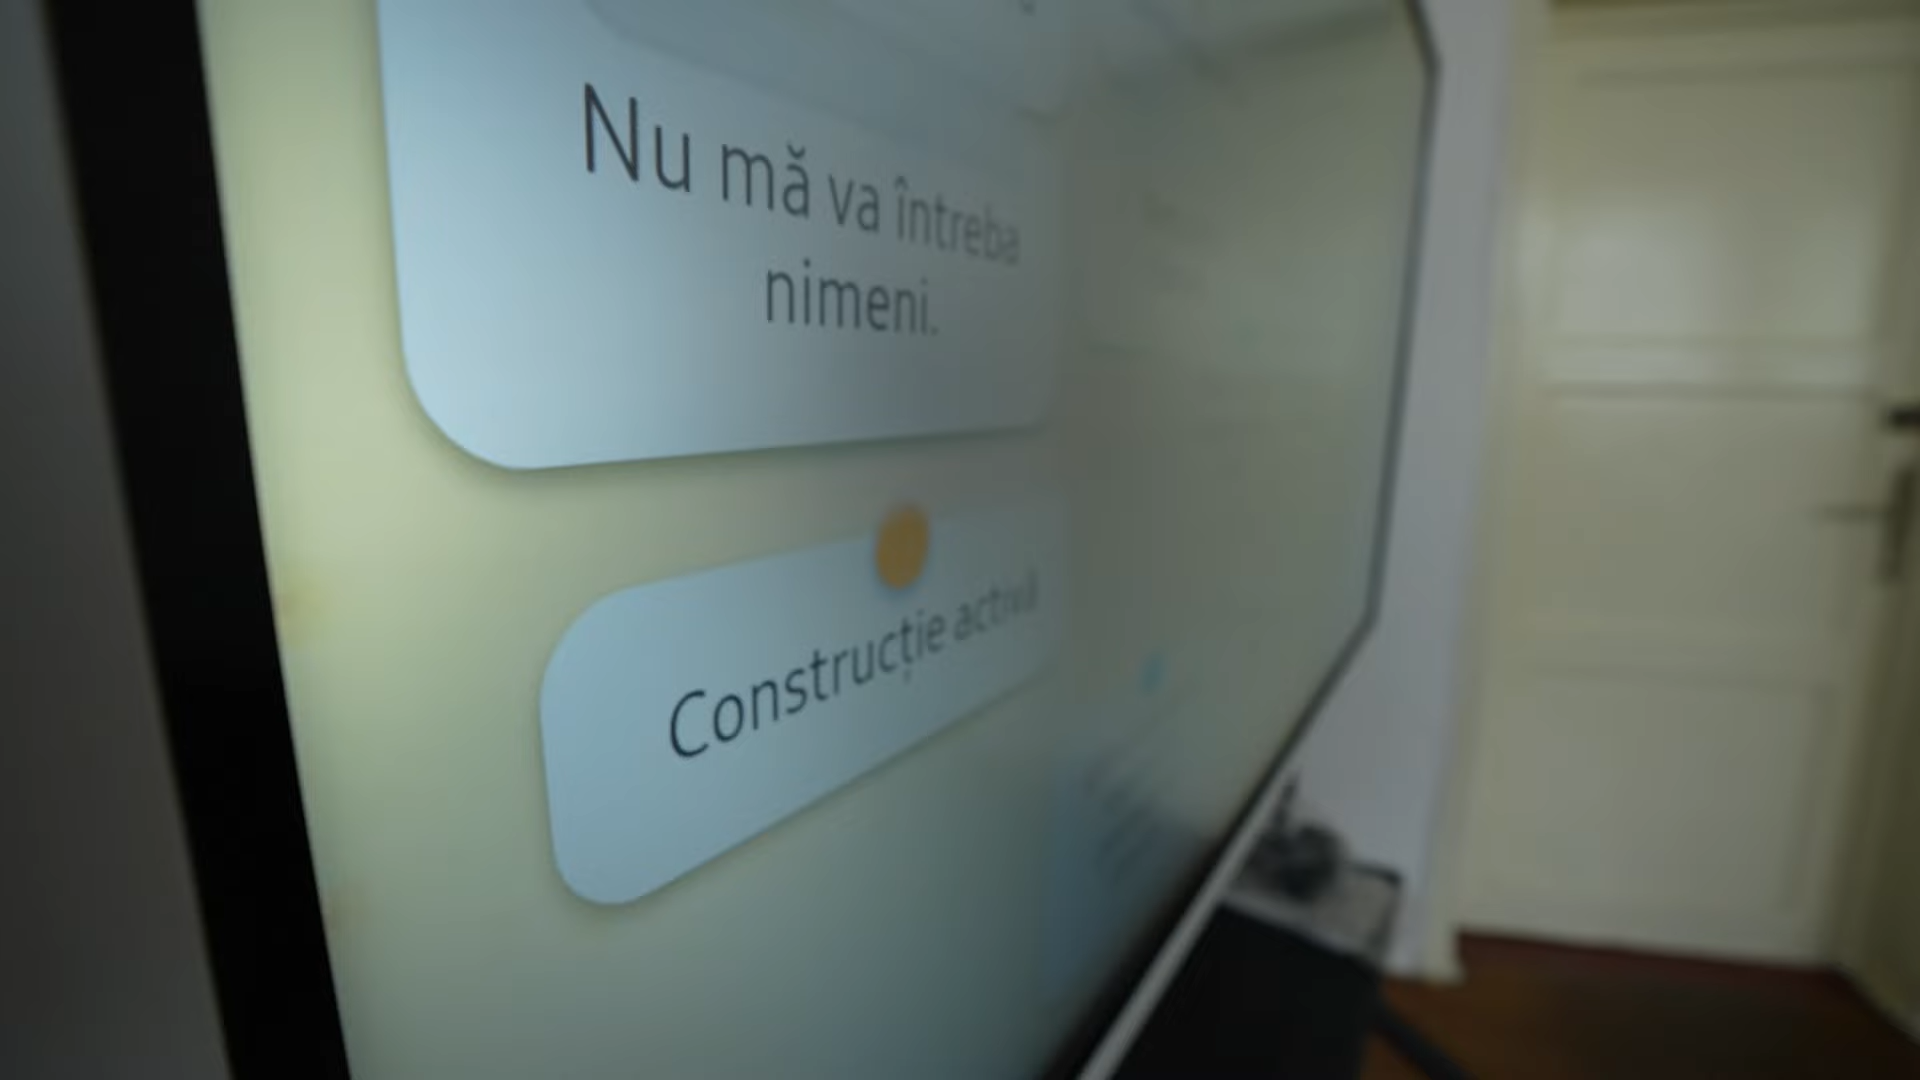 Nu mă va întreba
nimeni.
Construcție activă